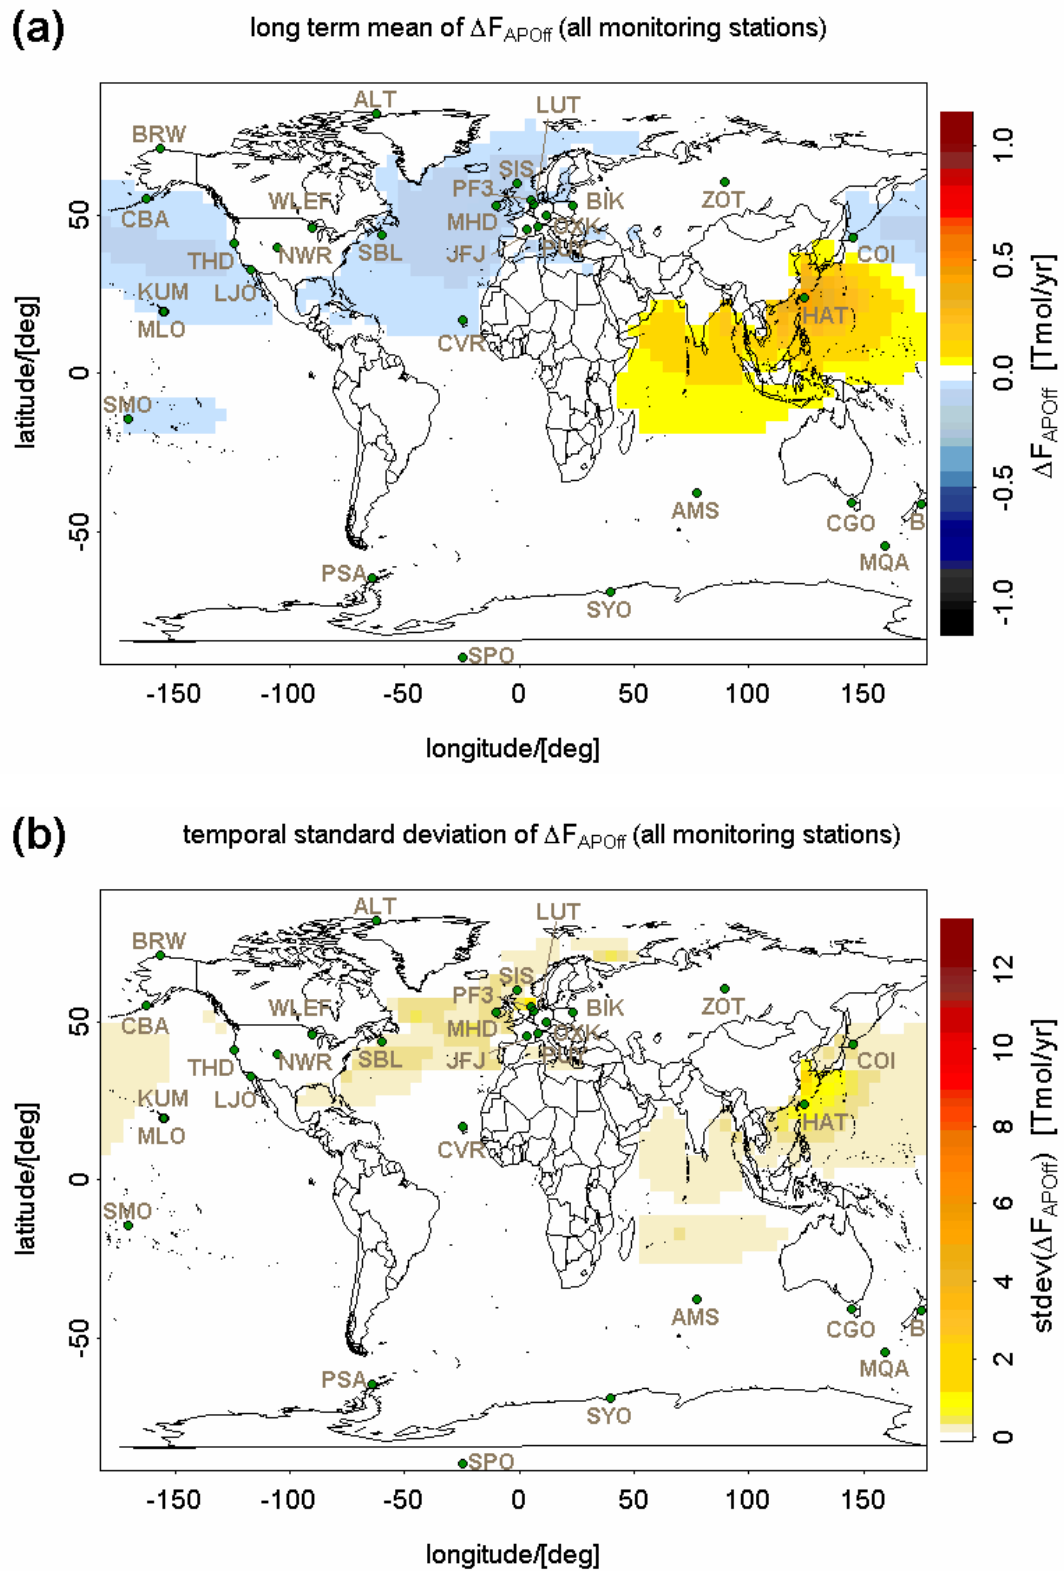 (a)
long term mean of ΔF_APOff (all monitoring stations)
ALT
LUT
BRW
SIS
PF3
WLEF
BIK
ZOT
CBA
MHD
OXK
THD
NWR
SBL
JFJ
PUY
COI
KUM
LJO
HAT
MLO
CVR
SMO
AMS
CGO
B
MQA
PSA
SYO
SPO
latitude/[deg]
50
0
-50
-150 -100 -50 0 50 100 150
longitude/[deg]
1.0
0.5
0.0
-0.5
-1.0
ΔF_APOff [Tmol/yr]
(b)
temporal standard deviation of ΔF_APOff (all monitoring stations)
ALT
LUT
BRW
SIS
PF3
WLEF
BIK
ZOT
CBA
MHD
OXK
THD
NWR
SBL
JFJ
PUY
COI
KUM
LJO
HAT
MLO
CVR
SMO
AMS
CGO
B
MQA
PSA
SYO
SPO
latitude/[deg]
50
0
-50
-150 -100 -50 0 50 100 150
longitude/[deg]
12
10
8
6
4
2
0
stdev(ΔF_APOff) [Tmol/yr]